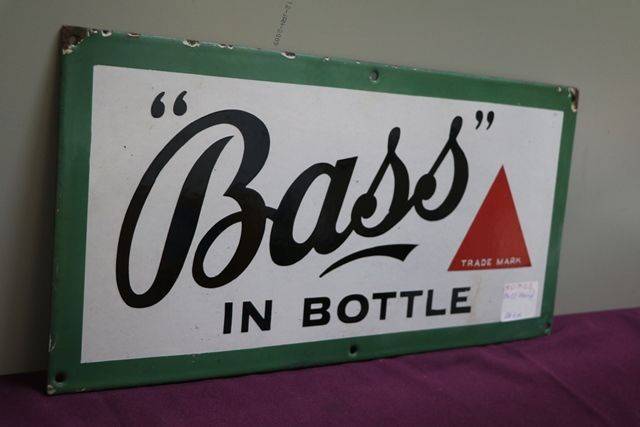 "Bass"
TRADE MARK
IN BOTTLE